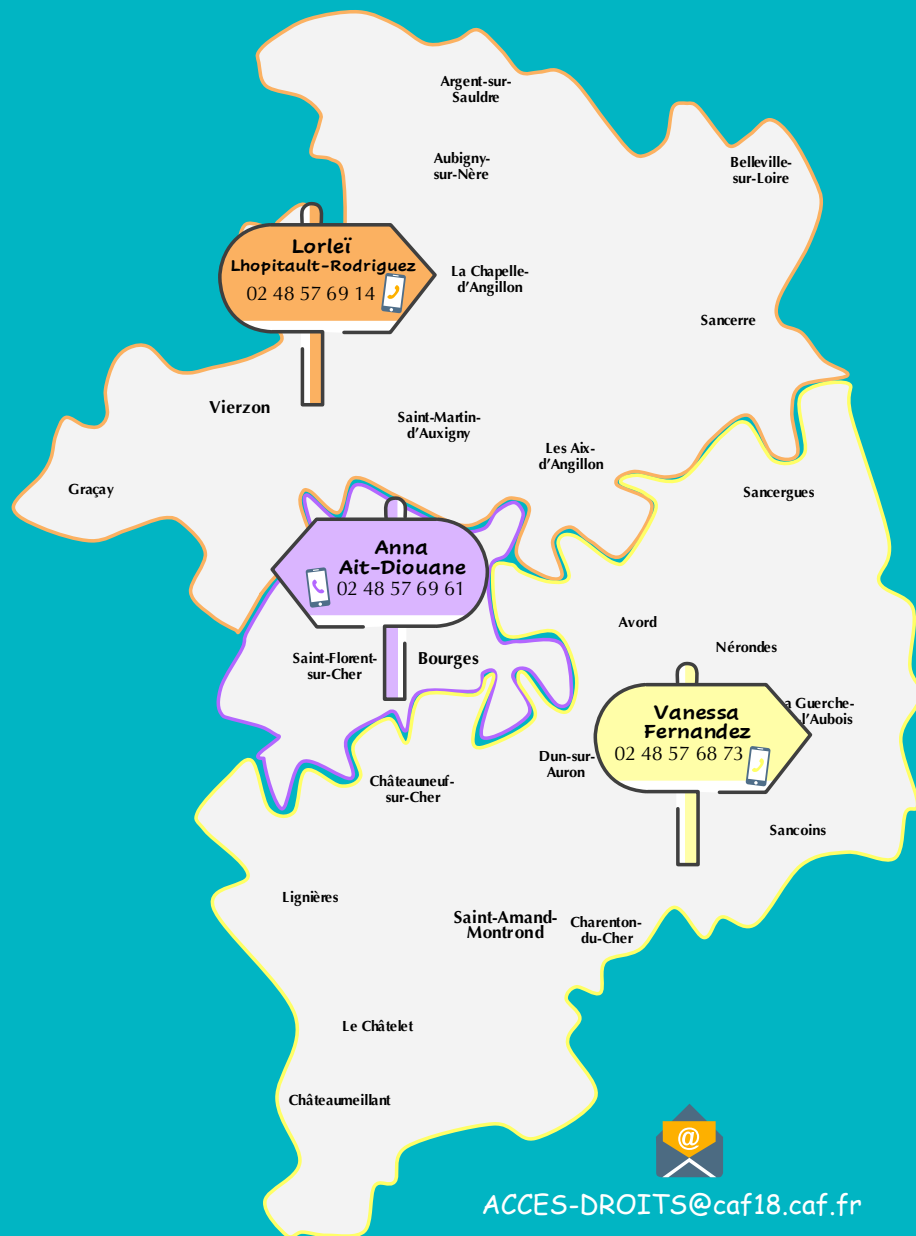 Argent-sur-
Sauldre
Aubigny-
sur-Nère
Belleville-
sur-Loire
Lorleï
Lhopitault-Rodriguez
02 48 57 69 14
La Chapelle-
d'Angillon
Sancerre
Vierzon
Saint-Martin-
d'Auxigny
Les Aix-
d'Angillon
Graçay
Sancergues
Anna
Ait-Diouane
02 48 57 69 61
Avord
Nérondes
Saint-Florent-
sur-Cher
Bourges
a Guerche-
l'Aubois
Vanessa
Fernandez
02 48 57 68 73
Dun-sur-
Auron
Châteauneuf-
sur-Cher
Sancoins
Lignières
Saint-Amand-
Montrond
Charenton-
du-Cher
Le Châtelet
Châteaumeillant
@
ACCES-DROITS@caf18.caf.fr